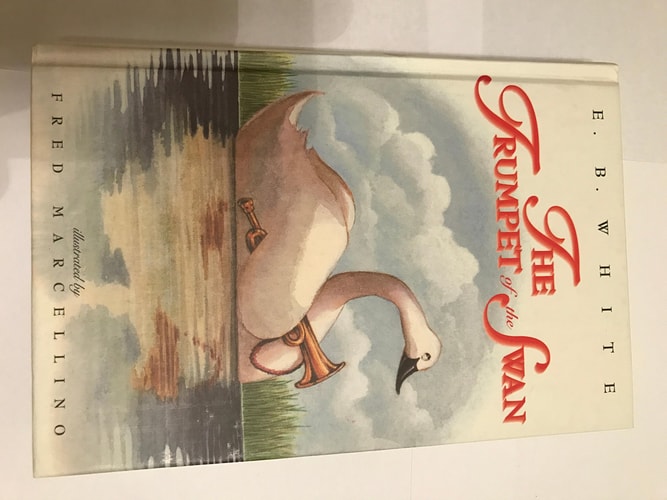 E. B. WHITE
THE
TRUMPET of the
SWAN
illustrated by
FRED MARCELLINO